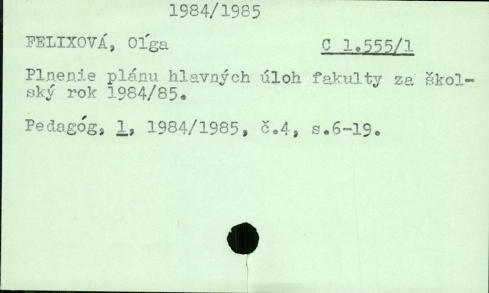 1984/1985
FELIXOVÁ, Oľga C 1.555/1
Plnenie plánu hlavných úloh fakulty za škol-
ský rok 1984/85.
Pedagóg, 1, 1984/1985, č.4, s.6-19.